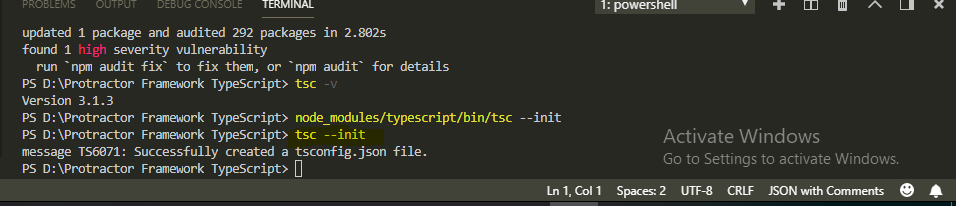 PROBLEMS OUTPUT DEBUG CONSOLE TERMINAL 1: powershell
updated 1 package and audited 292 packages in 2.802s
found 1 high severity vulnerability
run `npm audit fix` to fix them, or `npm audit` for details
PS D:\Protractor Framework TypeScript> tsc -v
Version 3.1.3
PS D:\Protractor Framework TypeScript> node_modules/typescript/bin/tsc --init
PS D:\Protractor Framework TypeScript> tsc --init
message TS6071: Successfully created a tsconfig.json file.
PS D:\Protractor Framework TypeScript>
Activate Windows
Go to Settings to activate Windows.
Ln 1, Col 1 Spaces: 2 UTF-8 CRLF JSON with Comments